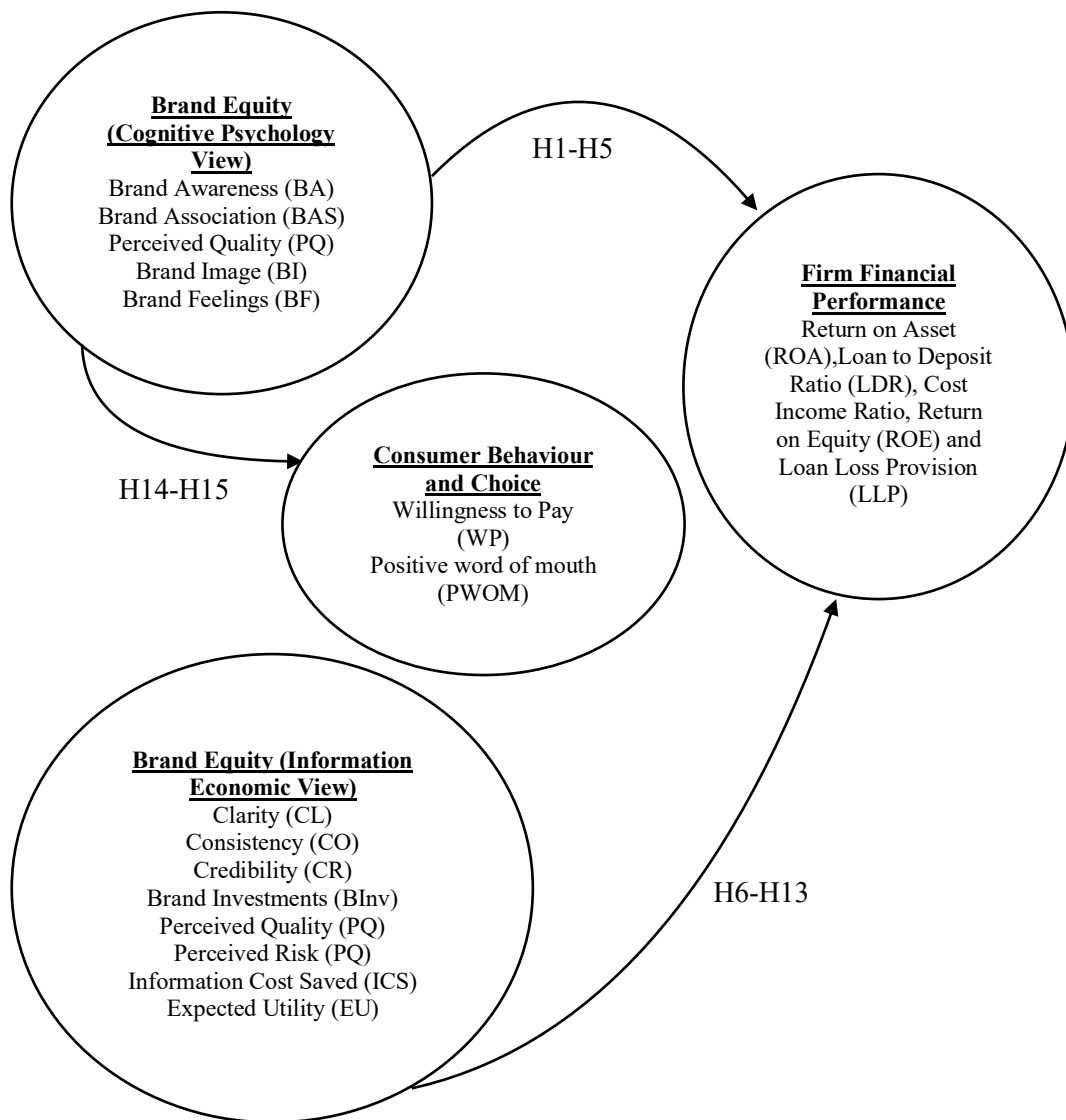 Brand Equity
(Cognitive Psychology
View)
Brand Awareness (BA)
Brand Association (BAS)
Perceived Quality (PQ)
Brand Image (BI)
Brand Feelings (BF)
H1-H5
Firm Financial
Performance
Return on Asset
(ROA),Loan to Deposit
Ratio (LDR), Cost
Income Ratio, Return
on Equity (ROE) and
Loan Loss Provision
(LLP)
H14-H15
Consumer Behaviour
and Choice
Willingness to Pay
(WP)
Positive word of mouth
(PWOM)
Brand Equity (Information
Economic View)
Clarity (CL)
Consistency (CO)
Credibility (CR)
Brand Investments (BInv)
Perceived Quality (PQ)
Perceived Risk (PQ)
Information Cost Saved (ICS)
Expected Utility (EU)
H6-H13